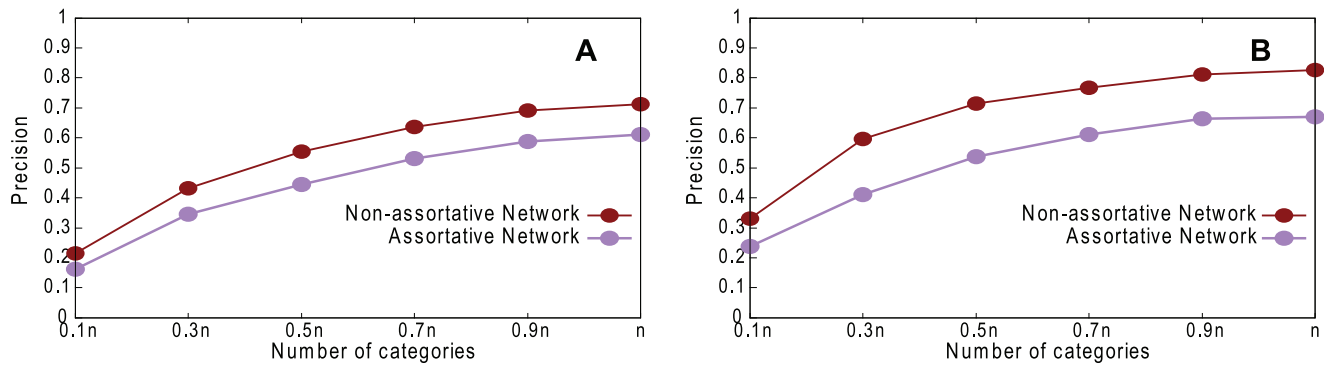 1
0.9
0.8
0.7
0.6
0.5
0.4
0.3
0.2
0.1
0
Precision
A
Non-assortative Network
Assortative Network
0.1n 0.3n 0.5n 0.7n 0.9n n
Number of categories
1
0.9
0.8
0.7
0.6
0.5
0.4
0.3
0.2
0.1
0
Precision
B
Non-assortative Network
Assortative Network
0.1n 0.3n 0.5n 0.7n 0.9n n
Number of categories